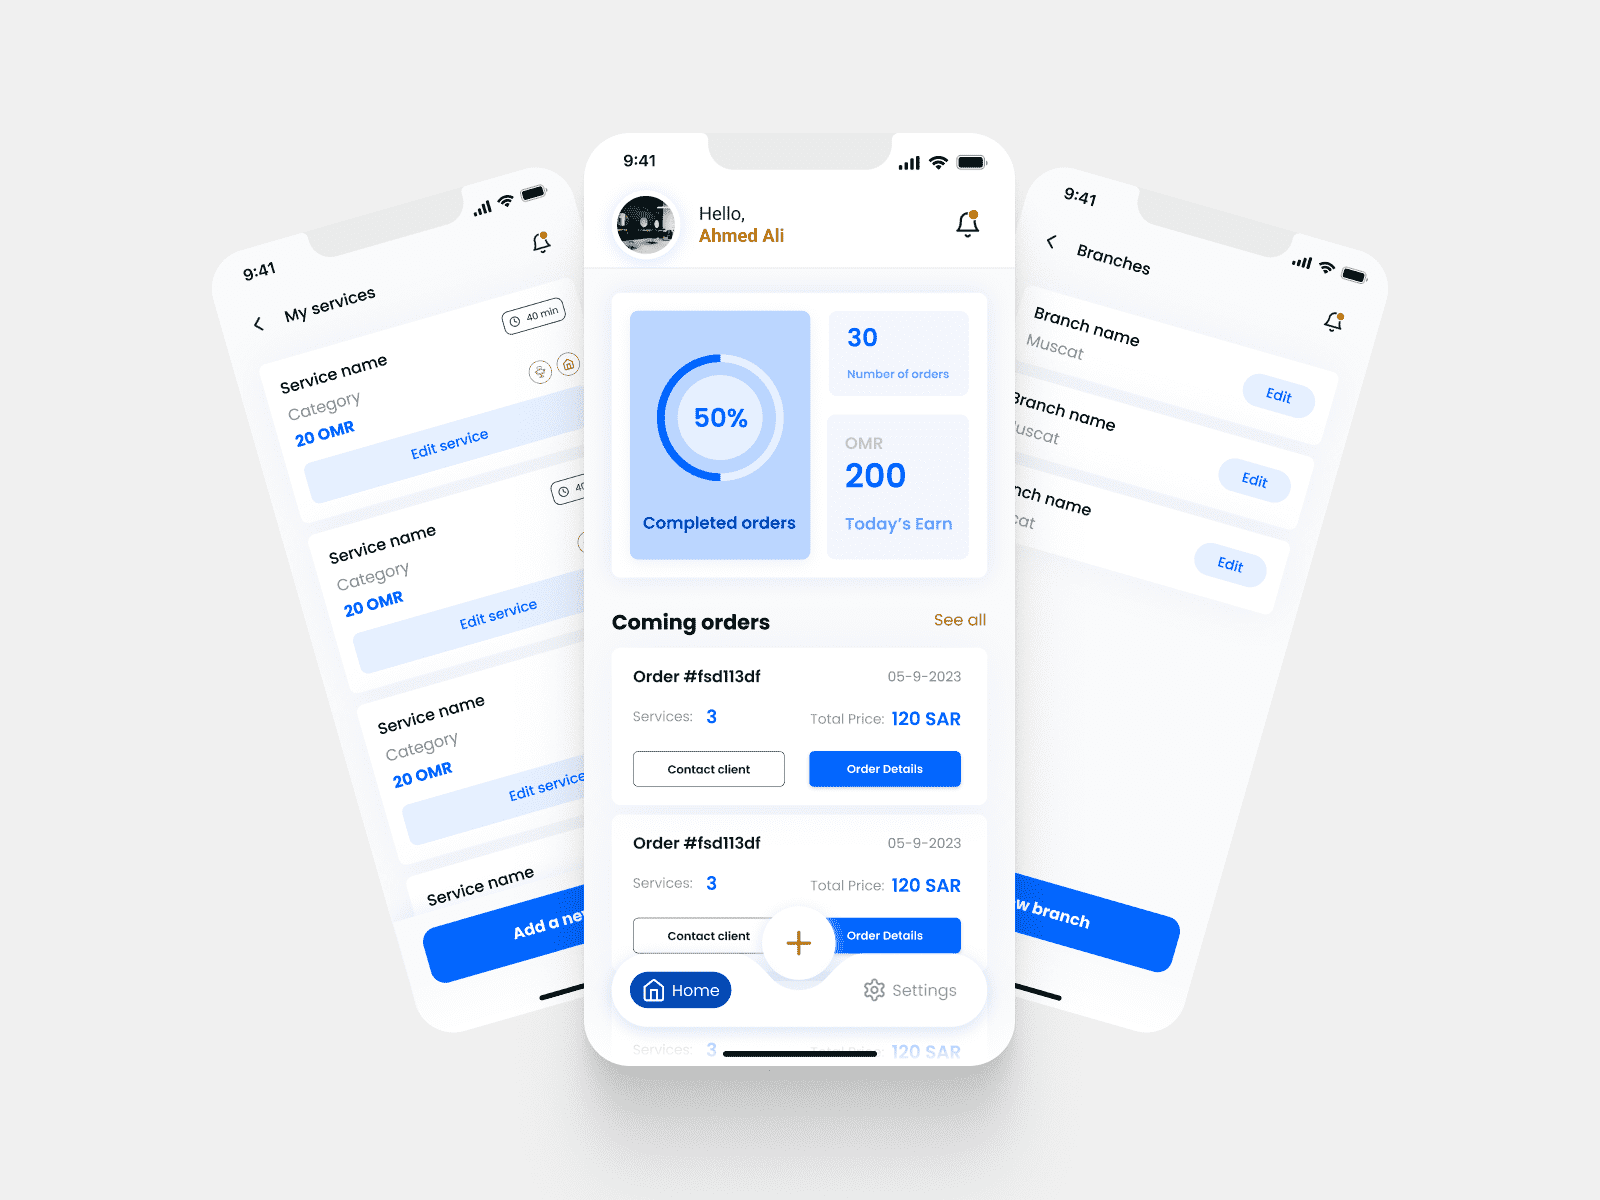 9:41
My services
40 min
Service name
Category
20 OMR
Edit service
40
Service name
Category
20 OMR
Edit service
Service name
Category
20 OMR
Edit service
Service name
Add a ne
9:41
Hello,
Ahmed Ali
50%
Completed orders
30
Number of orders
OMR
200
Today's Earn
Coming orders
See all
Order #fsd113df
05-9-2023
Services: 3
Total Price: 120 SAR
Contact client
Order Details
Order #fsd113df
05-9-2023
Services: 3
Total Price: 120 SAR
Contact client
Order Details
Home
Settings
Services: 3
120 SAR
9:41
Branches
Branch name
Muscat
Edit
Branch name
uscat
Edit
nch name
cat
Edit
w branch